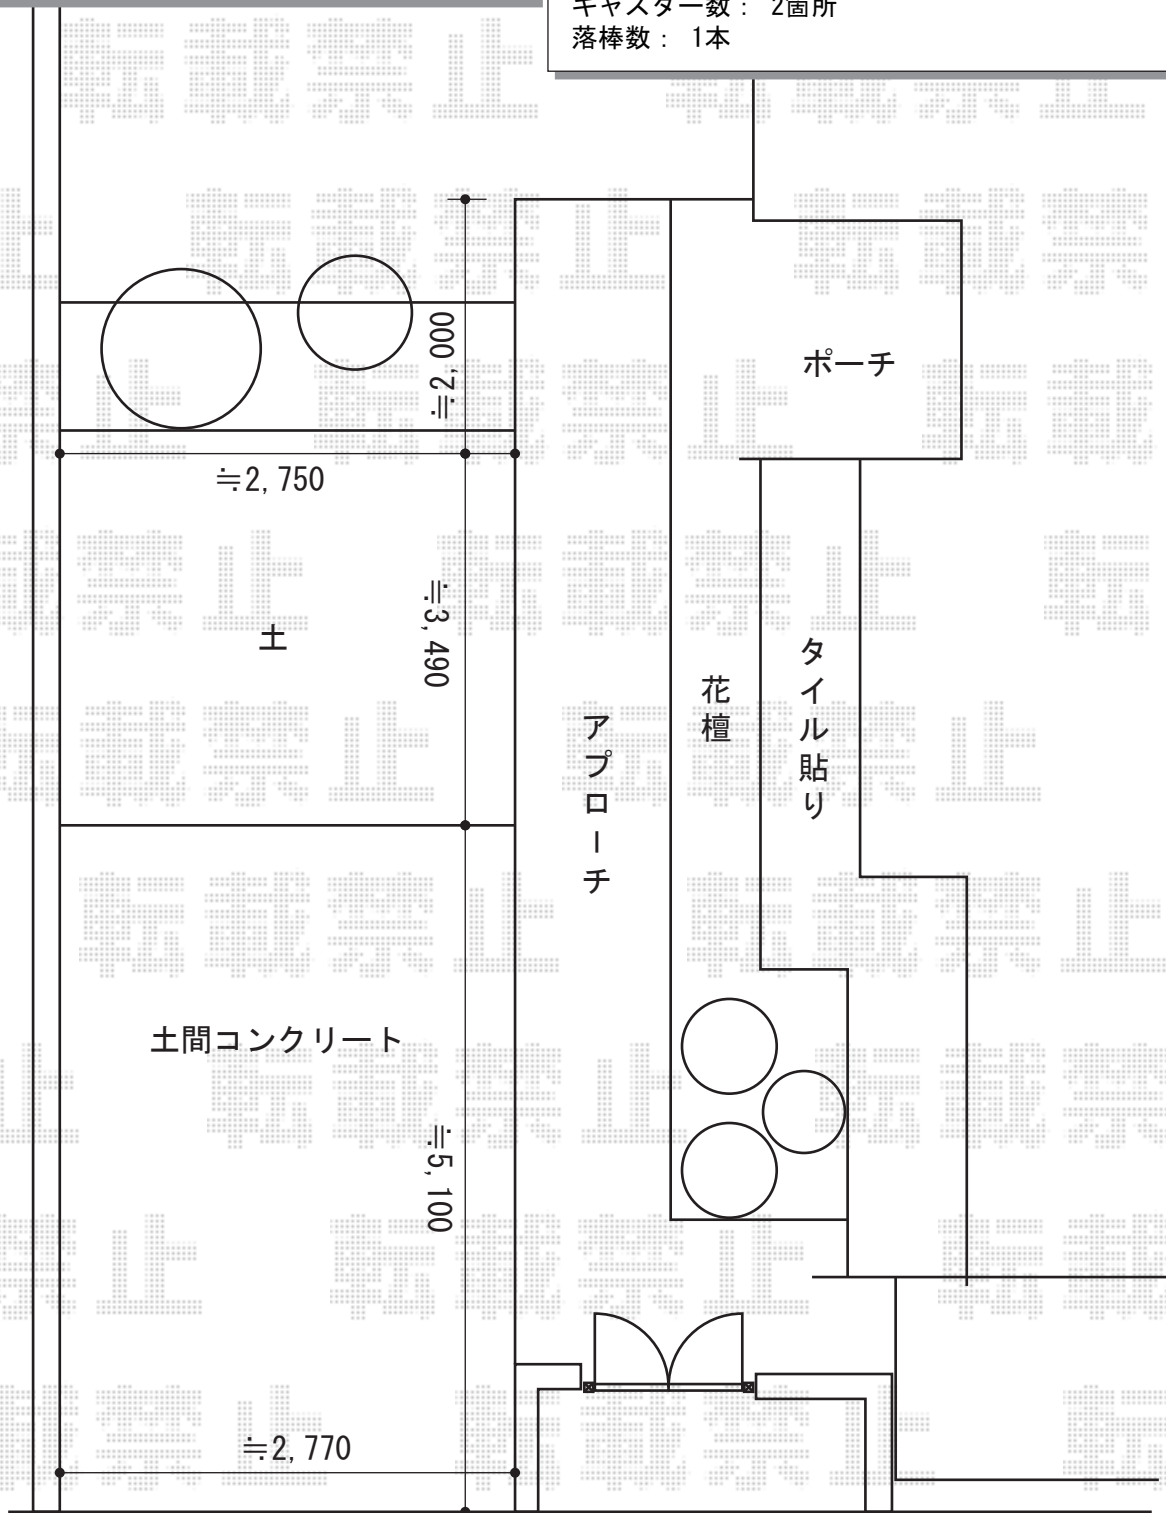 キャスター数： 2箇所
落棒数： 1本
≒2,000
ポーチ
≒2,750
≒3,490
土
花壇
タイル貼り
アプローチ
土間コンクリート
≒5,100
≒2,770
転載禁止